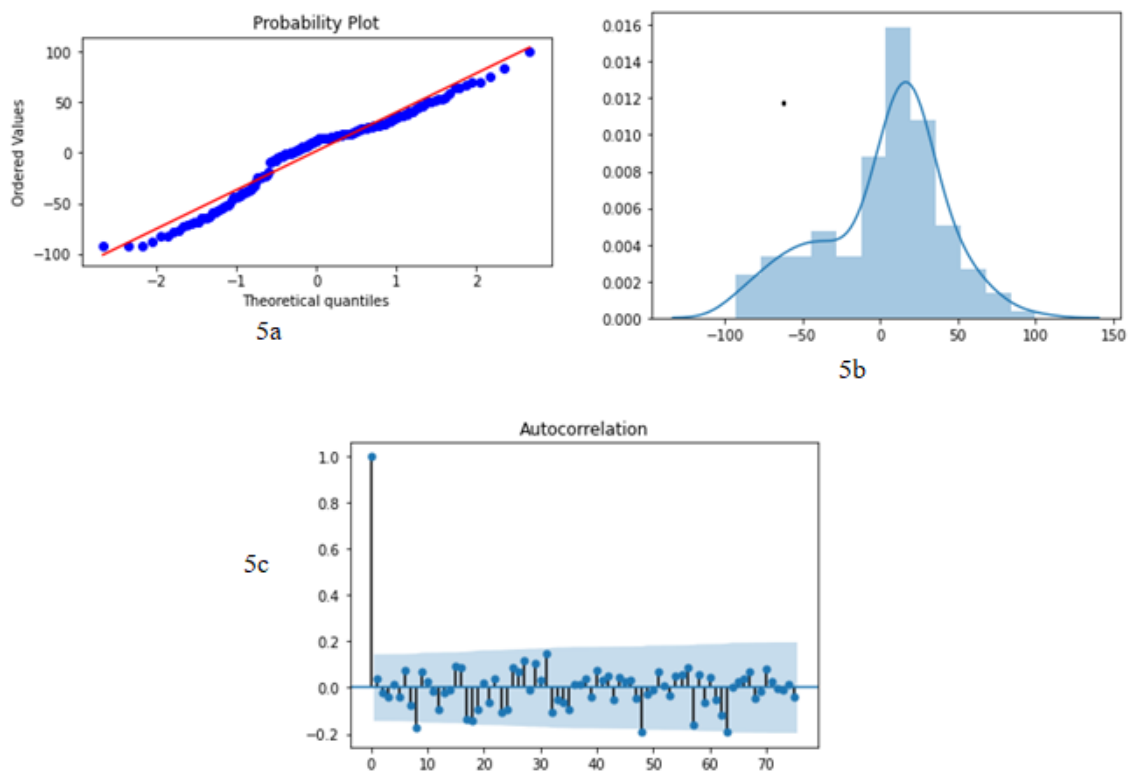 Probability Plot
100
50
0
−50
−100
Ordered Values
−2 −1 0 1 2
Theoretical quantiles
5a
0.016
0.014
0.012
0.010
0.008
0.006
0.004
0.002
0.000
−100 −50 0 50 100 150
5b
Autocorrelation
1.0
0.8
0.6
0.4
0.2
0.0
−0.2
0 10 20 30 40 50 60 70
5c